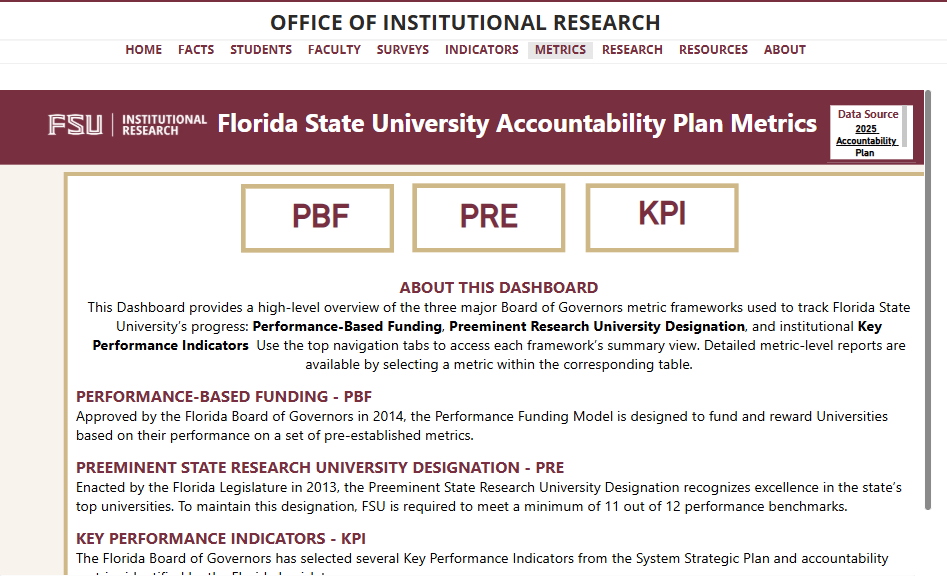 OFFICE OF INSTITUTIONAL RESEARCH
HOME FACTS STUDENTS FACULTY SURVEYS INDICATORS METRICS RESEARCH RESOURCES ABOUT
FSU INSTITUTIONAL RESEARCH
Florida State University Accountability Plan Metrics
Data Source
2025
Accountability
Plan
PBF PRE KPI
ABOUT THIS DASHBOARD
This Dashboard provides a high-level overview of the three major Board of Governors metric frameworks used to track Florida State
University's progress: Performance-Based Funding, Preeminent Research University Designation, and institutional Key
Performance Indicators Use the top navigation tabs to access each framework's summary view. Detailed metric-level reports are
available by selecting a metric within the corresponding table.
PERFORMANCE-BASED FUNDING - PBF
Approved by the Florida Board of Governors in 2014, the Performance Funding Model is designed to fund and reward Universities
based on their performance on a set of pre-established metrics.
PREEMINENT STATE RESEARCH UNIVERSITY DESIGNATION - PRE
Enacted by the Florida Legislature in 2013, the Preeminent State Research University Designation recognizes excellence in the state's
top universities. To maintain this designation, FSU is required to meet a minimum of 11 out of 12 performance benchmarks.
KEY PERFORMANCE INDICATORS - KPI
The Florida Board of Governors has selected several Key Performance Indicators from the System Strategic Plan and accountability